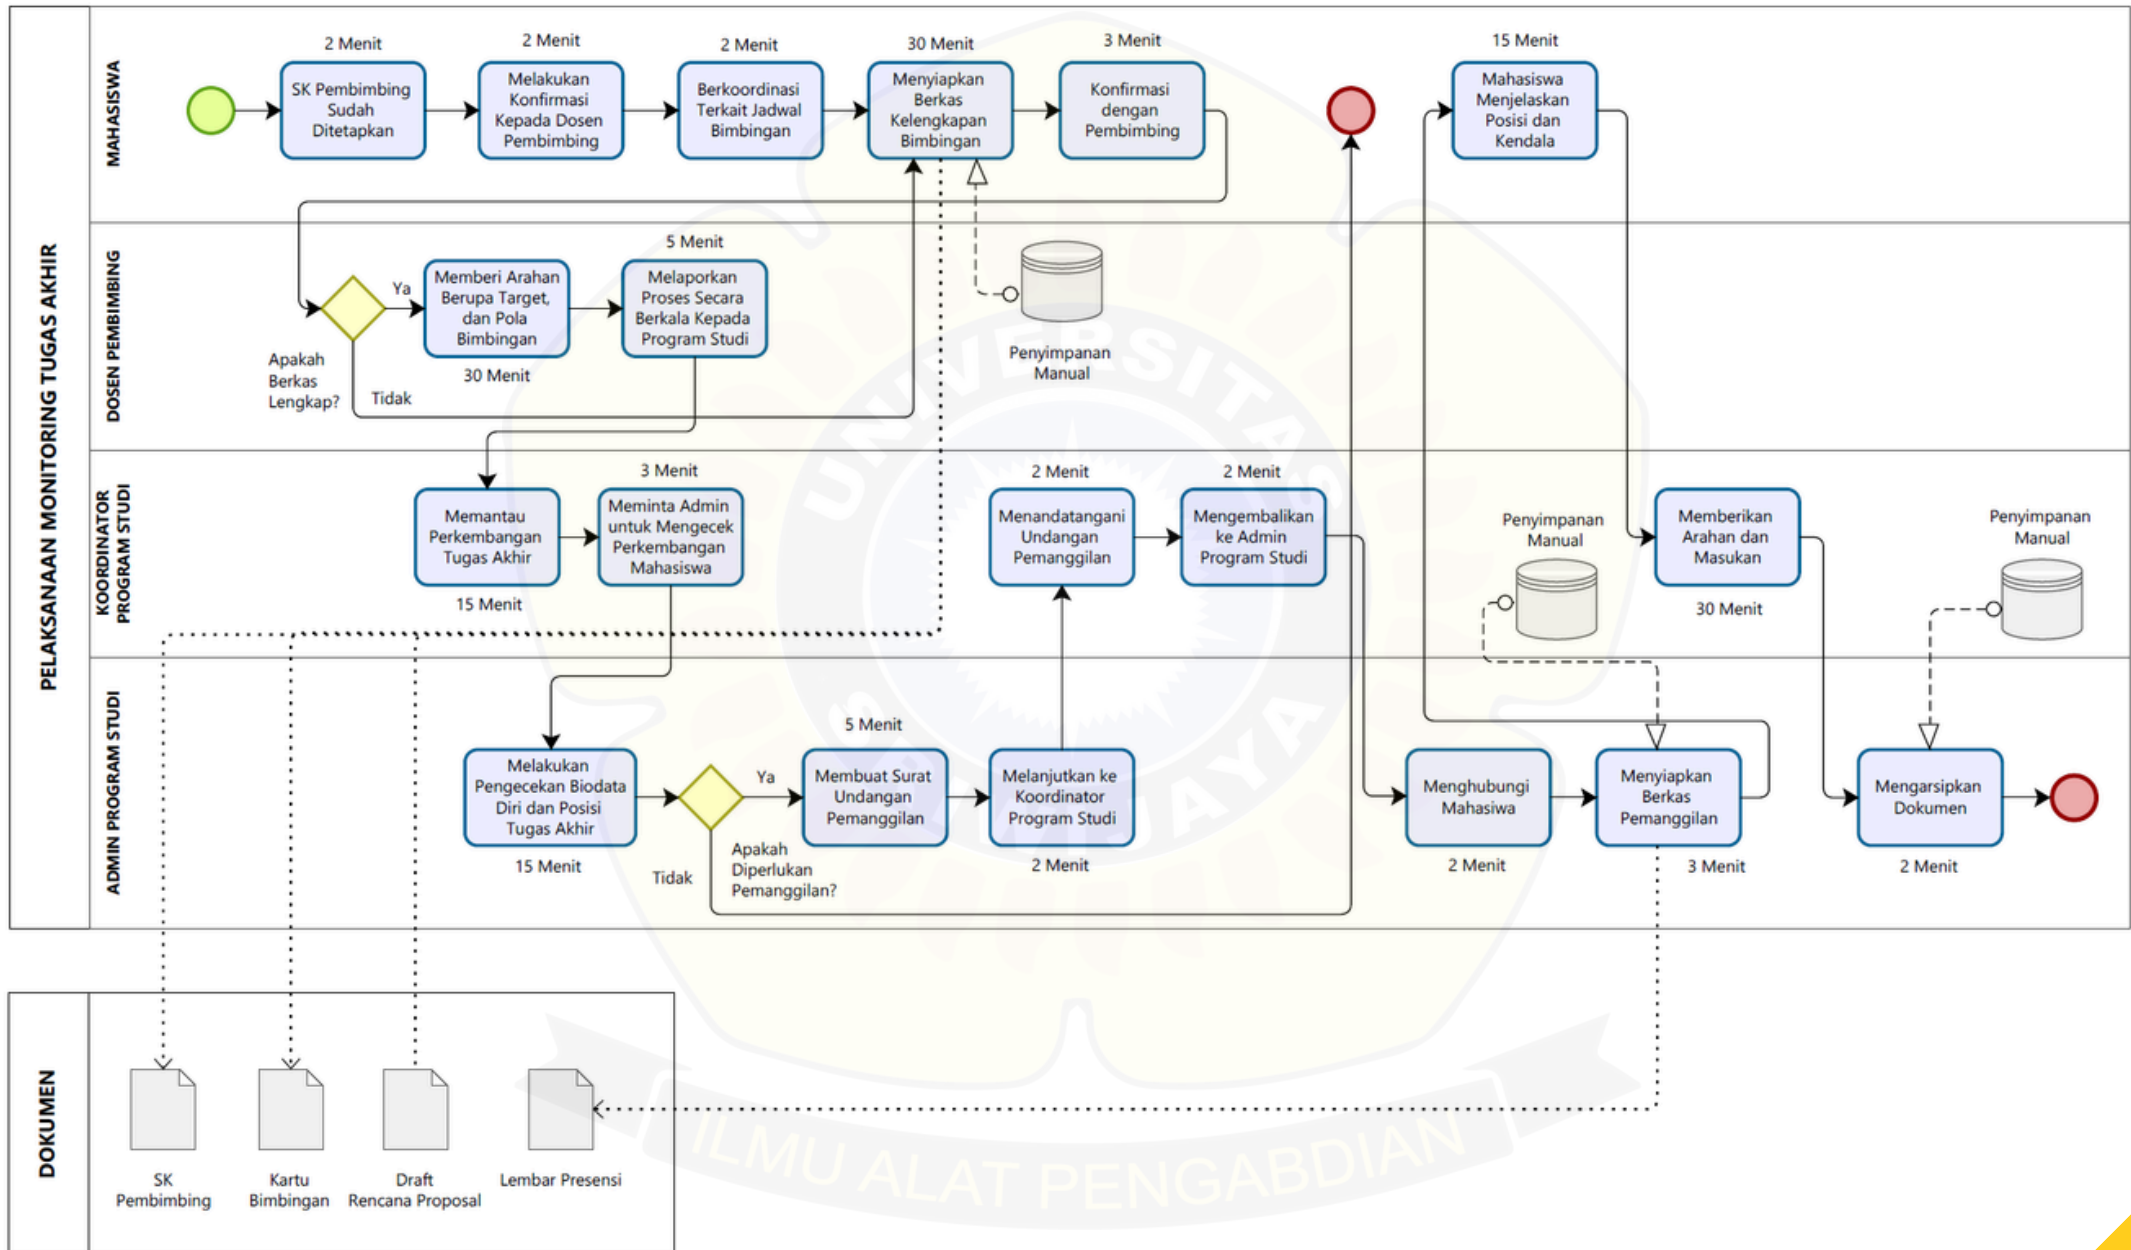 PELAKSANAAN MONITORING TUGAS AKHIR
MAHASISWA
2 Menit
SK Pembimbing
Sudah
Ditetapkan
2 Menit
Melakukan
Konfirmasi
Kepada Dosen
Pembimbing
2 Menit
Berkoordinasi
Terkait Jadwal
Bimbingan
30 Menit
Menyiapkan
Berkas
Kelengkapan
Bimbingan
3 Menit
Konfirmasi
dengan
Pembimbing
15 Menit
Mahasiswa
Menjelaskan
Posisi dan
Kendala
DOSEN PEMBIMBING
Apakah
Berkas
Lengkap?
Ya
Tidak
Memberi Arahan
Berupa Target,
dan Pola
Bimbingan
30 Menit
5 Menit
Melaporkan
Proses Secara
Berkala Kepada
Program Studi
Penyimpanan
Manual
KOORDINATOR
PROGRAM STUDI
Memantau
Perkembangan
Tugas Akhir
15 Menit
3 Menit
Meminta Admin
untuk Mengecek
Perkembangan
Mahasiswa
2 Menit
Menandatangani
Undangan
Pemanggilan
2 Menit
Mengembalikan
ke Admin
Program Studi
Penyimpanan
Manual
Memberikan
Arahan dan
Masukan
30 Menit
Penyimpanan
Manual
ADMIN PROGRAM STUDI
Melakukan
Pengecekan Biodata
Diri dan Posisi
Tugas Akhir
15 Menit
Ya
Tidak
Apakah
Diperlukan
Pemanggilan?
5 Menit
Membuat Surat
Undangan
Pemanggilan
Melanjutkan ke
Koordinator
Program Studi
2 Menit
Menghubungi
Mahasiwa
2 Menit
Menyiapkan
Berkas
Pemanggilan
3 Menit
Mengarsipkan
Dokumen
2 Menit
DOKUMEN
SK
Pembimbing
Kartu
Bimbingan
Draft
Rencana Proposal
Lembar Presensi
UNIVERSITAS
SRIWIJAYA
ILMU ALAT PENGABDIAN